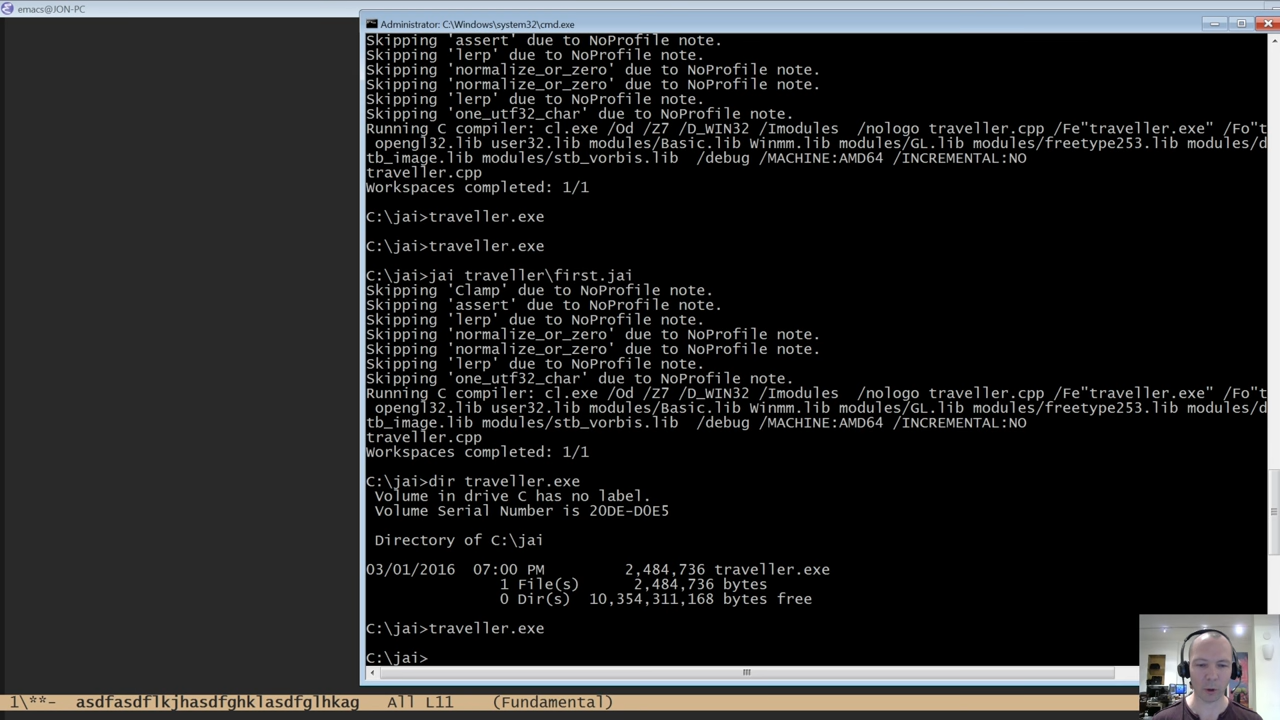 emacs@JON-PC
Administrator: C:\Windows\system32\cmd.exe
Skipping 'assert' due to NoProfile note.
Skipping 'lerp' due to NoProfile note.
Skipping 'normalize_or_zero' due to NoProfile note.
Skipping 'normalize_or_zero' due to NoProfile note.
Skipping 'lerp' due to NoProfile note.
Skipping 'one_utf32_char' due to NoProfile note.
Running C compiler: cl.exe /Od /Z7 /D_WIN32 /Imodules  /nologo traveller.cpp /Fe"traveller.exe" /Fo"t
opengl32.lib user32.lib modules/Basic.lib Winmm.lib modules/GL.lib modules/freetype253.lib modules/d
tb_image.lib modules/stb_vorbis.lib  /debug /MACHINE:AMD64 /INCREMENTAL:NO
traveller.cpp
Workspaces completed: 1/1
C:\jai>traveller.exe
C:\jai>traveller.exe
C:\jai>jai traveller\first.jai
Skipping 'Clamp' due to NoProfile note.
Skipping 'assert' due to NoProfile note.
Skipping 'lerp' due to NoProfile note.
Skipping 'normalize_or_zero' due to NoProfile note.
Skipping 'normalize_or_zero' due to NoProfile note.
Skipping 'lerp' due to NoProfile note.
Skipping 'one_utf32_char' due to NoProfile note.
Running C compiler: cl.exe /Od /Z7 /D_WIN32 /Imodules  /nologo traveller.cpp /Fe"traveller.exe" /Fo"t
opengl32.lib user32.lib modules/Basic.lib Winmm.lib modules/GL.lib modules/freetype253.lib modules/d
tb_image.lib modules/stb_vorbis.lib  /debug /MACHINE:AMD64 /INCREMENTAL:NO
traveller.cpp
Workspaces completed: 1/1
C:\jai>dir traveller.exe
Volume in drive C has no label.
Volume Serial Number is 20DE-D0E5
Directory of C:\jai
03/01/2016  07:00 PM         2,484,736 traveller.exe
1 File(s)      2,484,736 bytes
0 Dir(s)  10,354,311,168 bytes free
C:\jai>traveller.exe
C:\jai>
1\**-  asdfasdflkjhasdfghklasdfglhkag   All L11    (Fundamental)